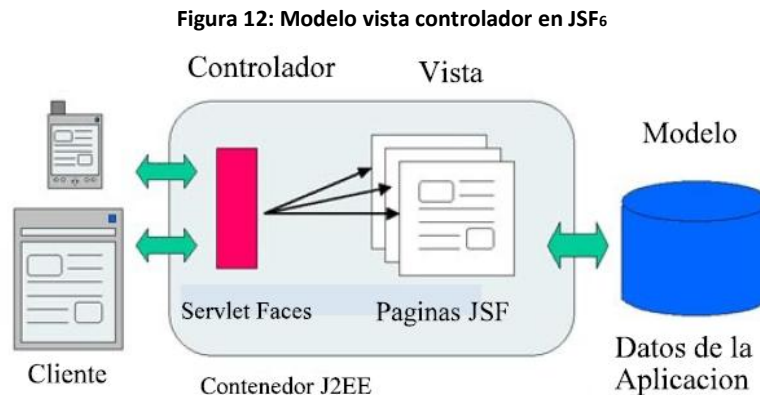 Figura 12: Modelo vista controlador en JSF6
Controlador
Vista
Modelo
Servlet Faces
Paginas JSF
Cliente
Contenedor J2EE
Datos de la
Aplicacion